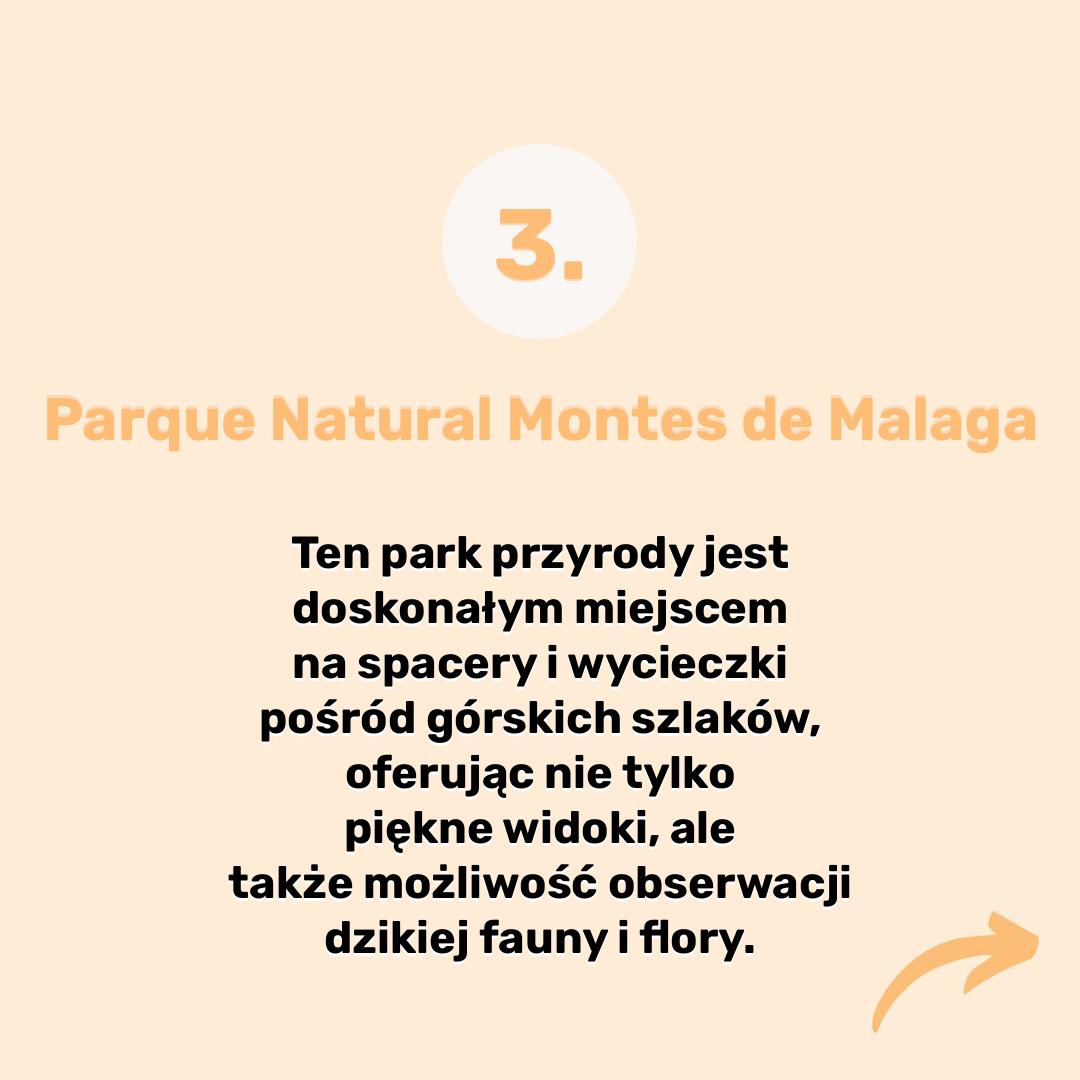 3.
Parque Natural Montes de Malaga
Ten park przyrody jest
doskonałym miejscem
na spacery i wycieczki
pośród górskich szlaków,
oferując nie tylko
piękne widoki, ale
także możliwość obserwacji
dzikiej fauny i flory.